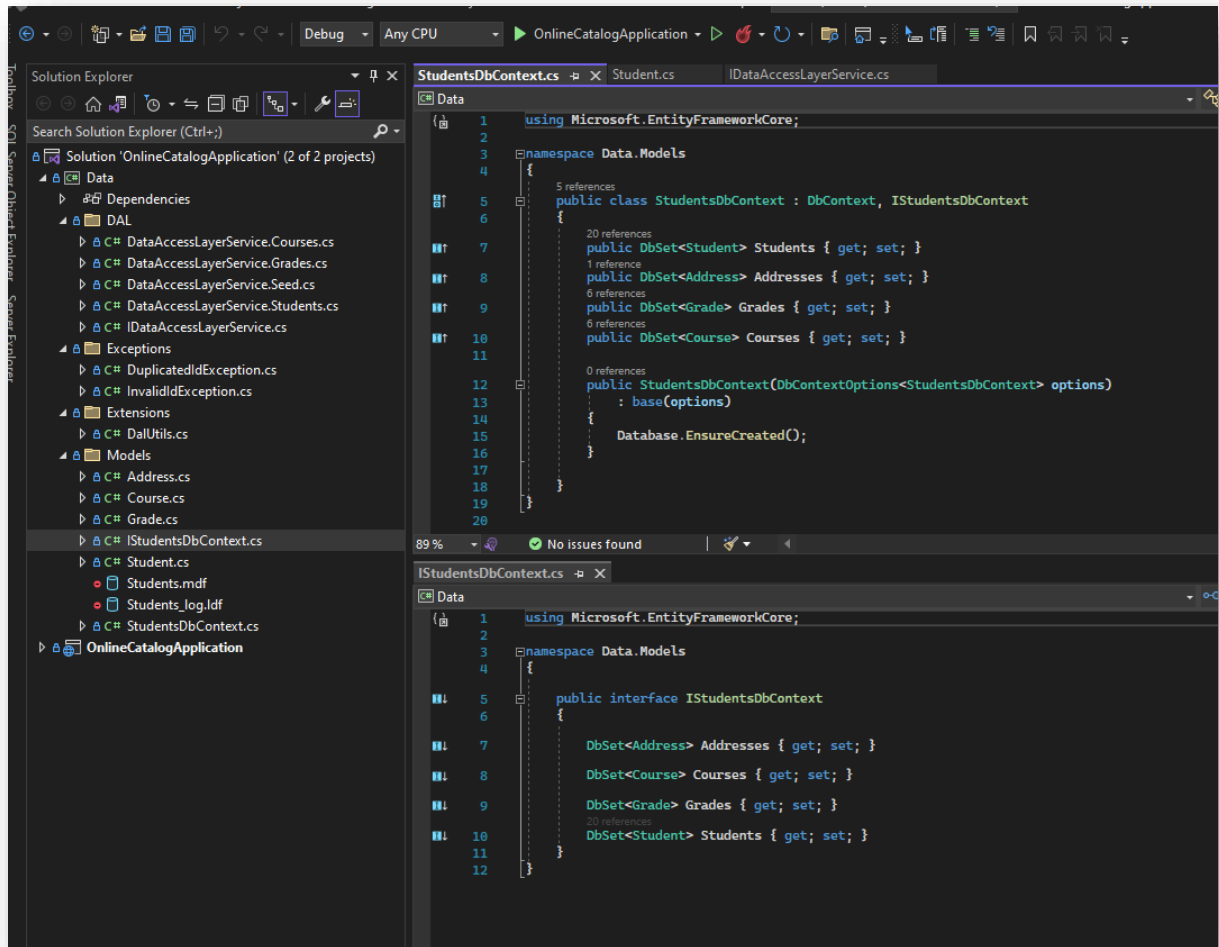 Debug
Any CPU
OnlineCatalogApplication
Toolbox
SQL Server Object Explorer
Server Explorer
Solution Explorer
Search Solution Explorer (Ctrl+;)
Solution 'OnlineCatalogApplication' (2 of 2 projects)
Data
Dependencies
DAL
C# DataAccessLayerService.Courses.cs
C# DataAccessLayerService.Grades.cs
C# DataAccessLayerService.Seed.cs
C# DataAccessLayerService.Students.cs
C# IDataAccessLayerService.cs
Exceptions
C# DuplicatedIdException.cs
C# InvalidIdException.cs
Extensions
C# DalUtils.cs
Models
C# Address.cs
C# Course.cs
C# Grade.cs
C# IStudentsDbContext.cs
C# Student.cs
Students.mdf
Students_log.ldf
C# StudentsDbContext.cs
OnlineCatalogApplication
StudentsDbContext.cs Student.cs IDataAccessLayerService.cs
C# Data
1 using Microsoft.EntityFrameworkCore;
2
3 namespace Data.Models
4 {
5 references
5 public class StudentsDbContext : DbContext, IStudentsDbContext
6 {
20 references
7 public DbSet<Student> Students { get; set; }
1 reference
8 public DbSet<Address> Addresses { get; set; }
6 references
9 public DbSet<Grade> Grades { get; set; }
6 references
10 public DbSet<Course> Courses { get; set; }
11
0 references
12 public StudentsDbContext(DbContextOptions<StudentsDbContext> options)
13 : base(options)
14 {
15 Database.EnsureCreated();
16 }
17
18 }
19 }
20
89 % No issues found
IStudentsDbContext.cs
C# Data
1 using Microsoft.EntityFrameworkCore;
2
3 namespace Data.Models
4 {
5 public interface IStudentsDbContext
6 {
7 DbSet<Address> Addresses { get; set; }
8 DbSet<Course> Courses { get; set; }
9 DbSet<Grade> Grades { get; set; }
20 references
10 DbSet<Student> Students { get; set; }
11 }
12 }